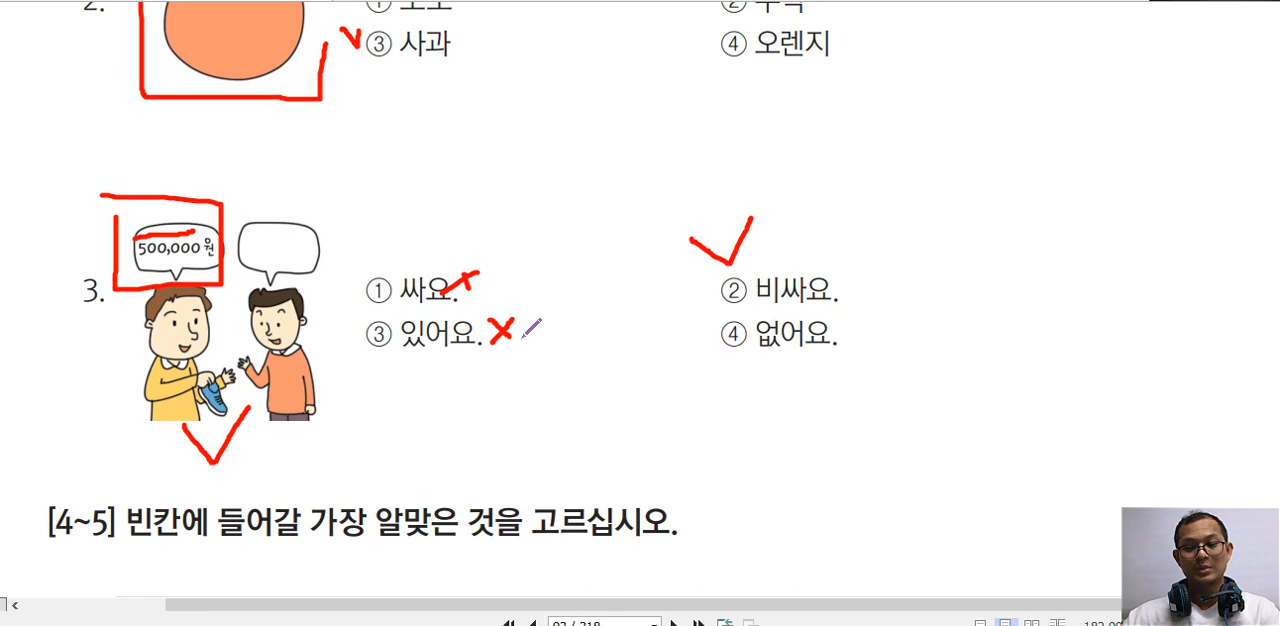 2.
③ 사과
④ 오렌지
500,000 원
3.
① 싸요.
② 비싸요.
③ 있어요.
④ 없어요.
[4~5] 빈칸에 들어갈 가장 알맞은 것을 고르십시오.